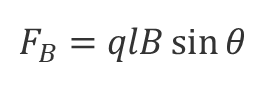 F_B = qlB sin θ